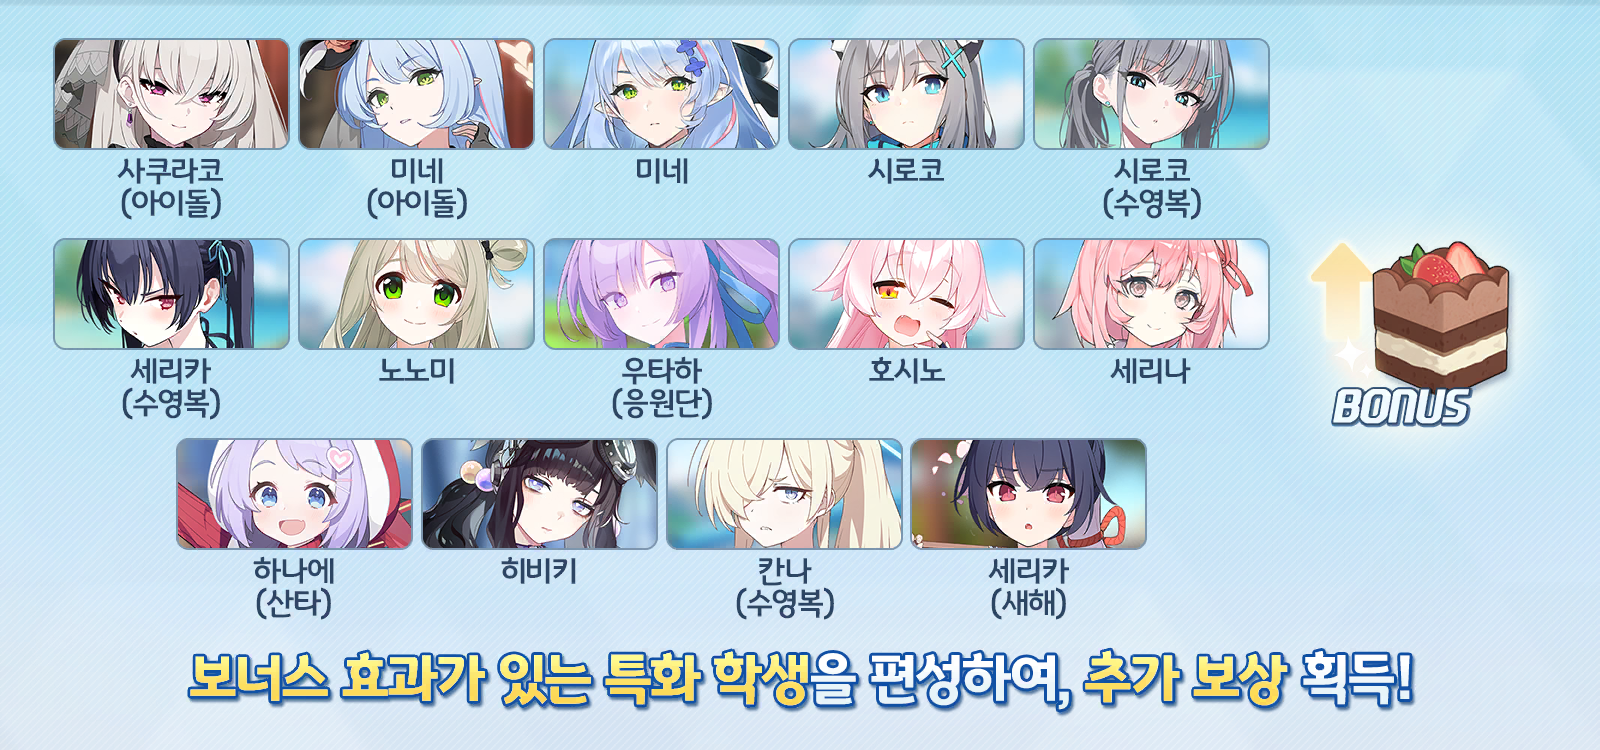 사쿠라코
(아이돌)
미네
(아이돌)
미네
시로코
시로코
(수영복)
세리카
(수영복)
노노미
우타하
(응원단)
호시노
세리나
BONUS
하나에
(산타)
히비키
칸나
(수영복)
세리카
(새해)
보너스 효과가 있는 특화 학생을 편성하여, 추가 보상 획득!